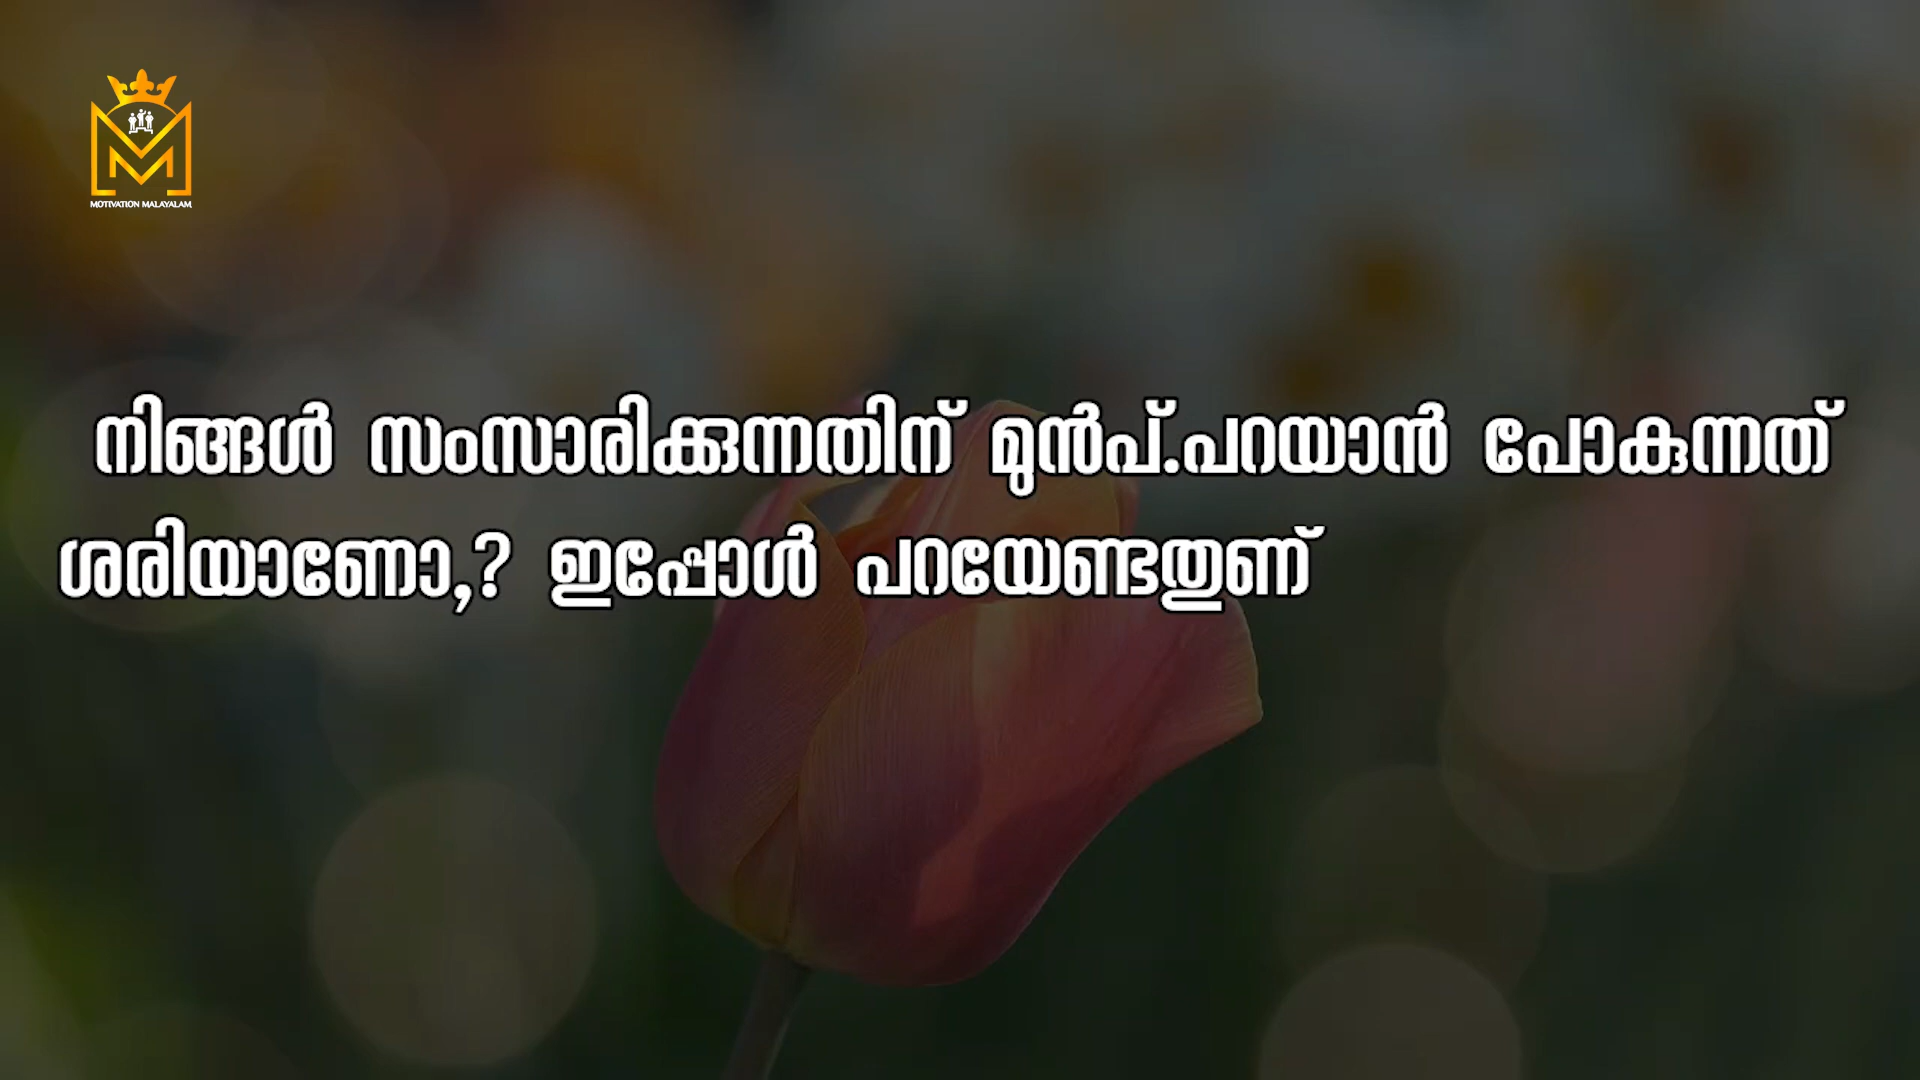 MOTIVATION MALAYALAM
നിങ്ങൾ സംസാരിക്കുന്നതിന് മുൻപ്.പറയാൻ പോകുന്നത്
ശരിയാണോ,? ഇപ്പോൾ പറയേണ്ടതുണ്